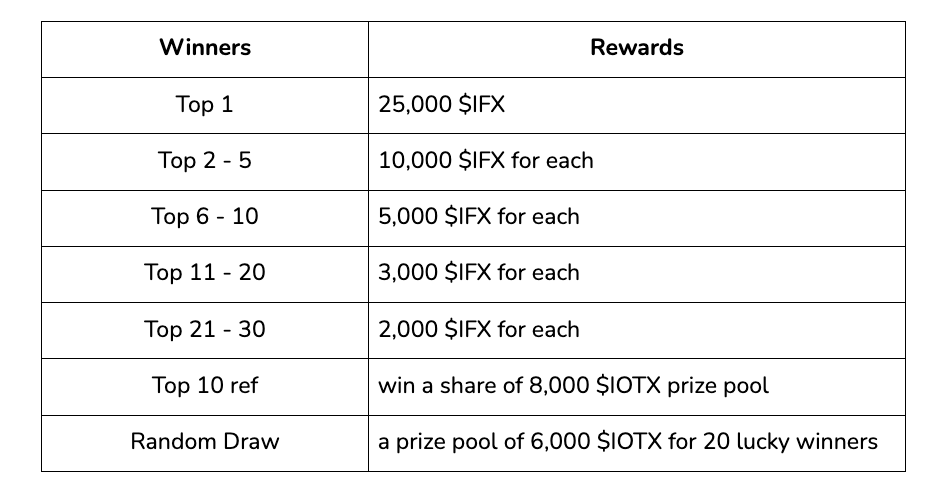 Winners Rewards
Top 1 25,000 $IFX
Top 2 - 5 10,000 $IFX for each
Top 6 - 10 5,000 $IFX for each
Top 11 - 20 3,000 $IFX for each
Top 21 - 30 2,000 $IFX for each
Top 10 ref win a share of 8,000 $IOTX prize pool
Random Draw a prize pool of 6,000 $IOTX for 20 lucky winners